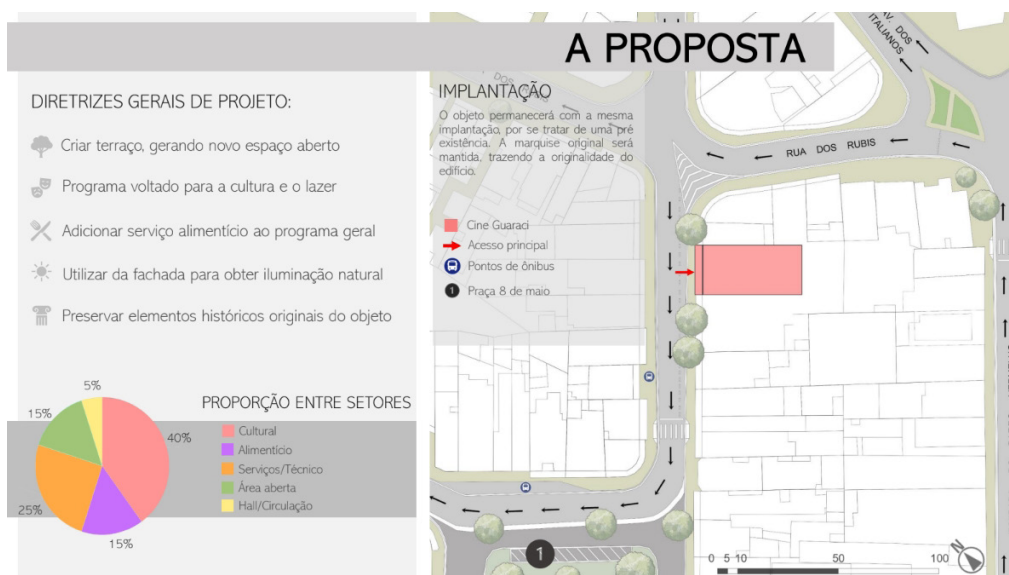 A PROPOSTA
DIRETRIZES GERAIS DE PROJETO:
Criar terraço, gerando novo espaço aberto
Programa voltado para a cultura e o lazer
Adicionar serviço alimentício ao programa geral
Utilizar da fachada para obter iluminação natural
Preservar elementos históricos originais do objeto
PROPORÇÃO ENTRE SETORES
Cultural
Alimentício
Serviços/Técnico
Área aberta
Hall/Circulação
5%
15%
40%
25%
15%
IMPLANTAÇÃO
O objeto permanecerá com a mesma
implantação, por se tratar de uma pré
existência. A marquise original será
mantida, trazendo a originalidade do
edifício.
Cine Guaraci
Acesso principal
Pontos de ônibus
1 Praça 8 de maio
AV. DOS
ITALIANOS
DOS
RUA DOS RUBIS
1
0 5 10 50 100
N